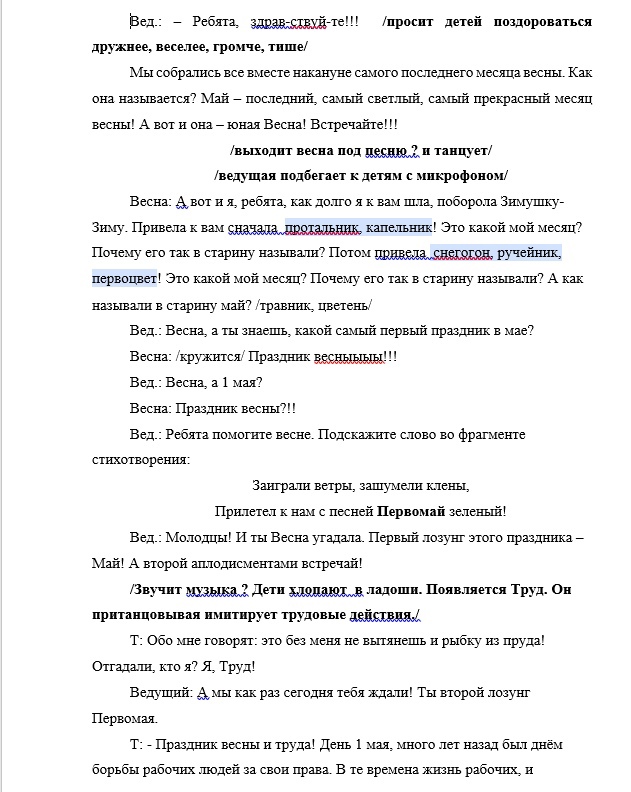 Вед.: – Ребята, здрав-ствуй-те!!! /просит детей поздороваться
дружнее, веселее, громче, тише/
Мы собрались все вместе накануне самого последнего месяца весны. Как
она называется? Май – последний, самый светлый, самый прекрасный месяц
весны! А вот и она – юная Весна! Встречайте!!!
/выходит весна под песню ? и танцует/
/ведущая подбегает к детям с микрофоном/
Весна: А вот и я, ребята, как долго я к вам шла, поборола Зимушку-
Зиму. Привела к вам сначала протальник, капельник! Это какой мой месяц?
Почему его так в старину называли? Потом привела снегогон, ручейник,
первоцвет! Это какой мой месяц? Почему его так в старину называли? А как
называли в старину май? /травник, цветень/
Вед.: Весна, а ты знаешь, какой самый первый праздник в мае?
Весна: /кружится/ Праздник весныыыы!!!
Вед.: Весна, а 1 мая?
Весна: Праздник весны?!!
Вед.: Ребята помогите весне. Подскажите слово во фрагменте
стихотворения:
Заиграли ветры, зашумели клены,
Прилетел к нам с песней Первомай зеленый!
Вед.: Молодцы! И ты Весна угадала. Первый лозунг этого праздника –
Май! А второй аплодисментами встречай!
/Звучит музыка ? Дети хлопают в ладоши. Появляется Труд. Он
пританцовывая имитирует трудовые действия./
Т: Обо мне говорят: это без меня не вытянешь и рыбку из пруда!
Отгадали, кто я? Я, Труд!
Ведущий: А мы как раз сегодня тебя ждали! Ты второй лозунг
Первомая.
Т: - Праздник весны и труда! День 1 мая, много лет назад был днём
борьбы рабочих людей за свои права. В те времена жизнь рабочих, и